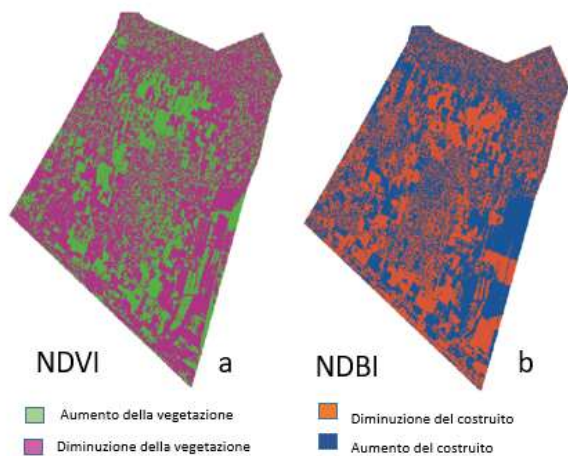 NDVI a
NDBI b
Aumento della vegetazione
Diminuzione della vegetazione
Diminuzione del costruito
Aumento del costruito